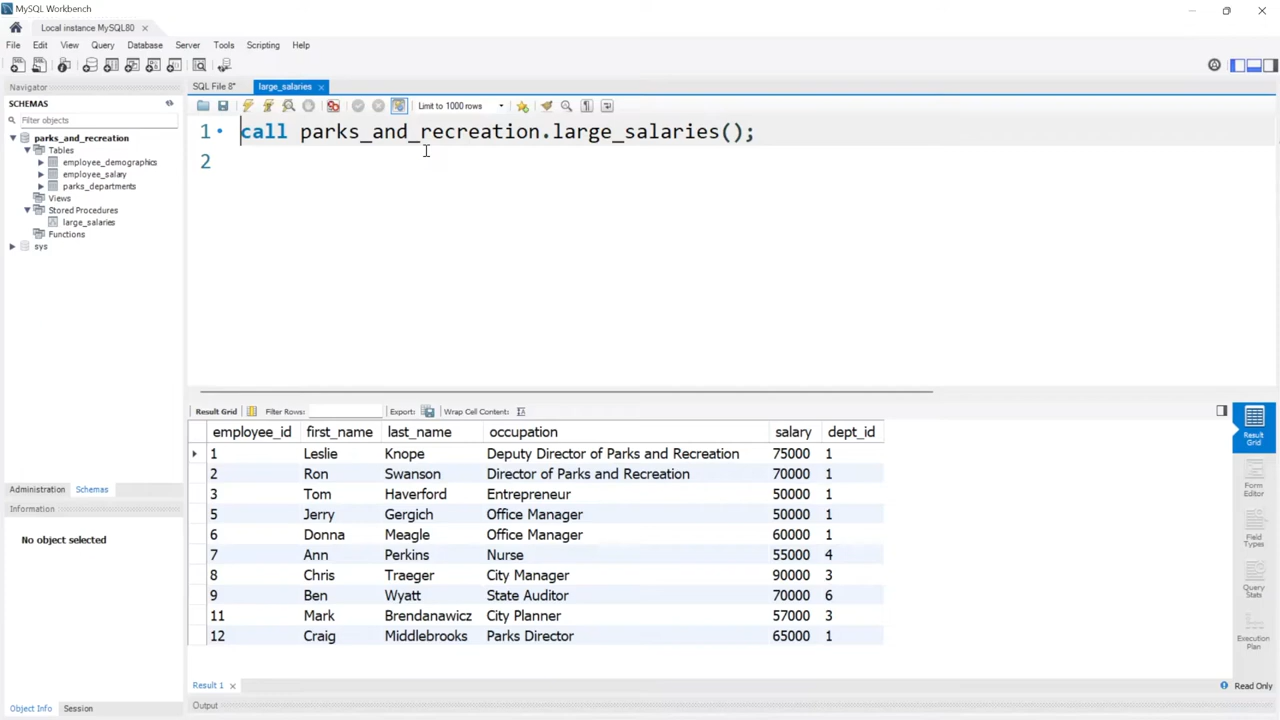 MySQL Workbench
Local instance MySQL80
File Edit View Query Database Server Tools Scripting Help
Navigator
SCHEMAS
Filter objects
parks_and_recreation
Tables
employee_demographics
employee_salary
parks_departments
Views
Stored Procedures
large_salaries
Functions
sys
Administration Schemas
Information
No object selected
Object Info Session
SQL File 8* large_salaries
Limit to 1000 rows
1 call parks_and_recreation.large_salaries();
2
Result Grid Filter Rows: Export: Wrap Cell Content:
employee_id first_name last_name occupation salary dept_id
1 Leslie Knope Deputy Director of Parks and Recreation 75000 1
2 Ron Swanson Director of Parks and Recreation 70000 1
3 Tom Haverford Entrepreneur 50000 1
5 Jerry Gergich Office Manager 50000 1
6 Donna Meagle Office Manager 60000 1
7 Ann Perkins Nurse 55000 4
8 Chris Traeger City Manager 90000 3
9 Ben Wyatt State Auditor 70000 6
11 Mark Brendanawicz City Planner 57000 3
12 Craig Middlebrooks Parks Director 65000 1
Result 1
Output
Result
Grid
Form
Editor
Field
Types
Query
Stats
Execution
Plan
Read Only